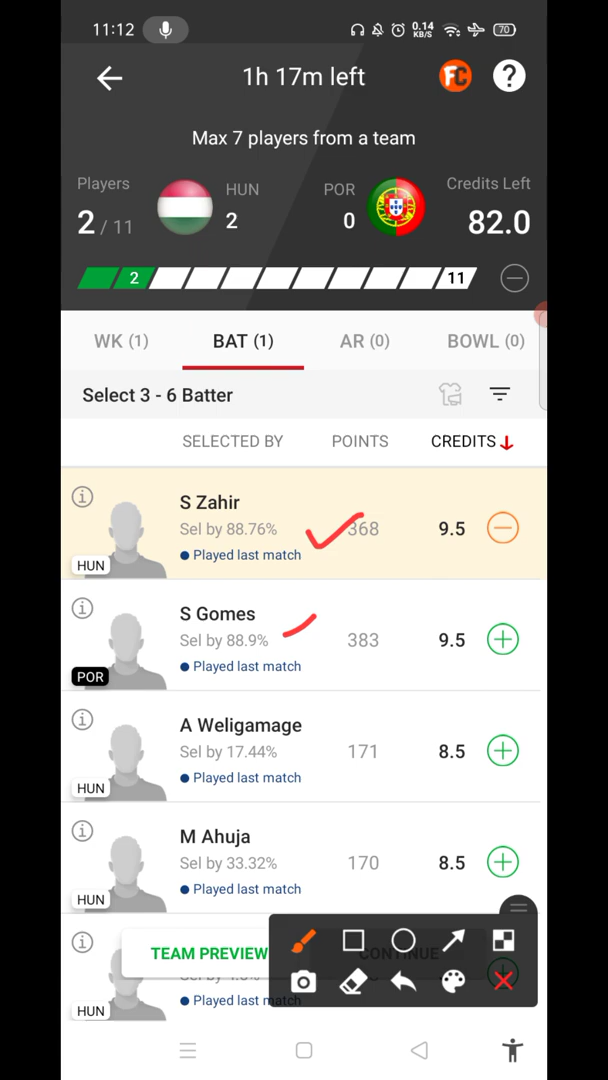 11:12 0.14 KB/S 70
1h 17m left FC ?
Max 7 players from a team
Players HUN POR Credits Left
2 / 11 2 0 82.0
2 11
WK (1) BAT (1) AR (0) BOWL (0)
Select 3 - 6 Batter
SELECTED BY POINTS CREDITS
S Zahir
Sel by 88.76% 368 9.5
Played last match
HUN
S Gomes
Sel by 88.9% 383 9.5
Played last match
POR
A Weligamage
Sel by 17.44% 171 8.5
Played last match
HUN
M Ahuja
Sel by 33.32% 170 8.5
Played last match
HUN
TEAM PREVIEW CONTINUE
Sel by
Played last match
HUN